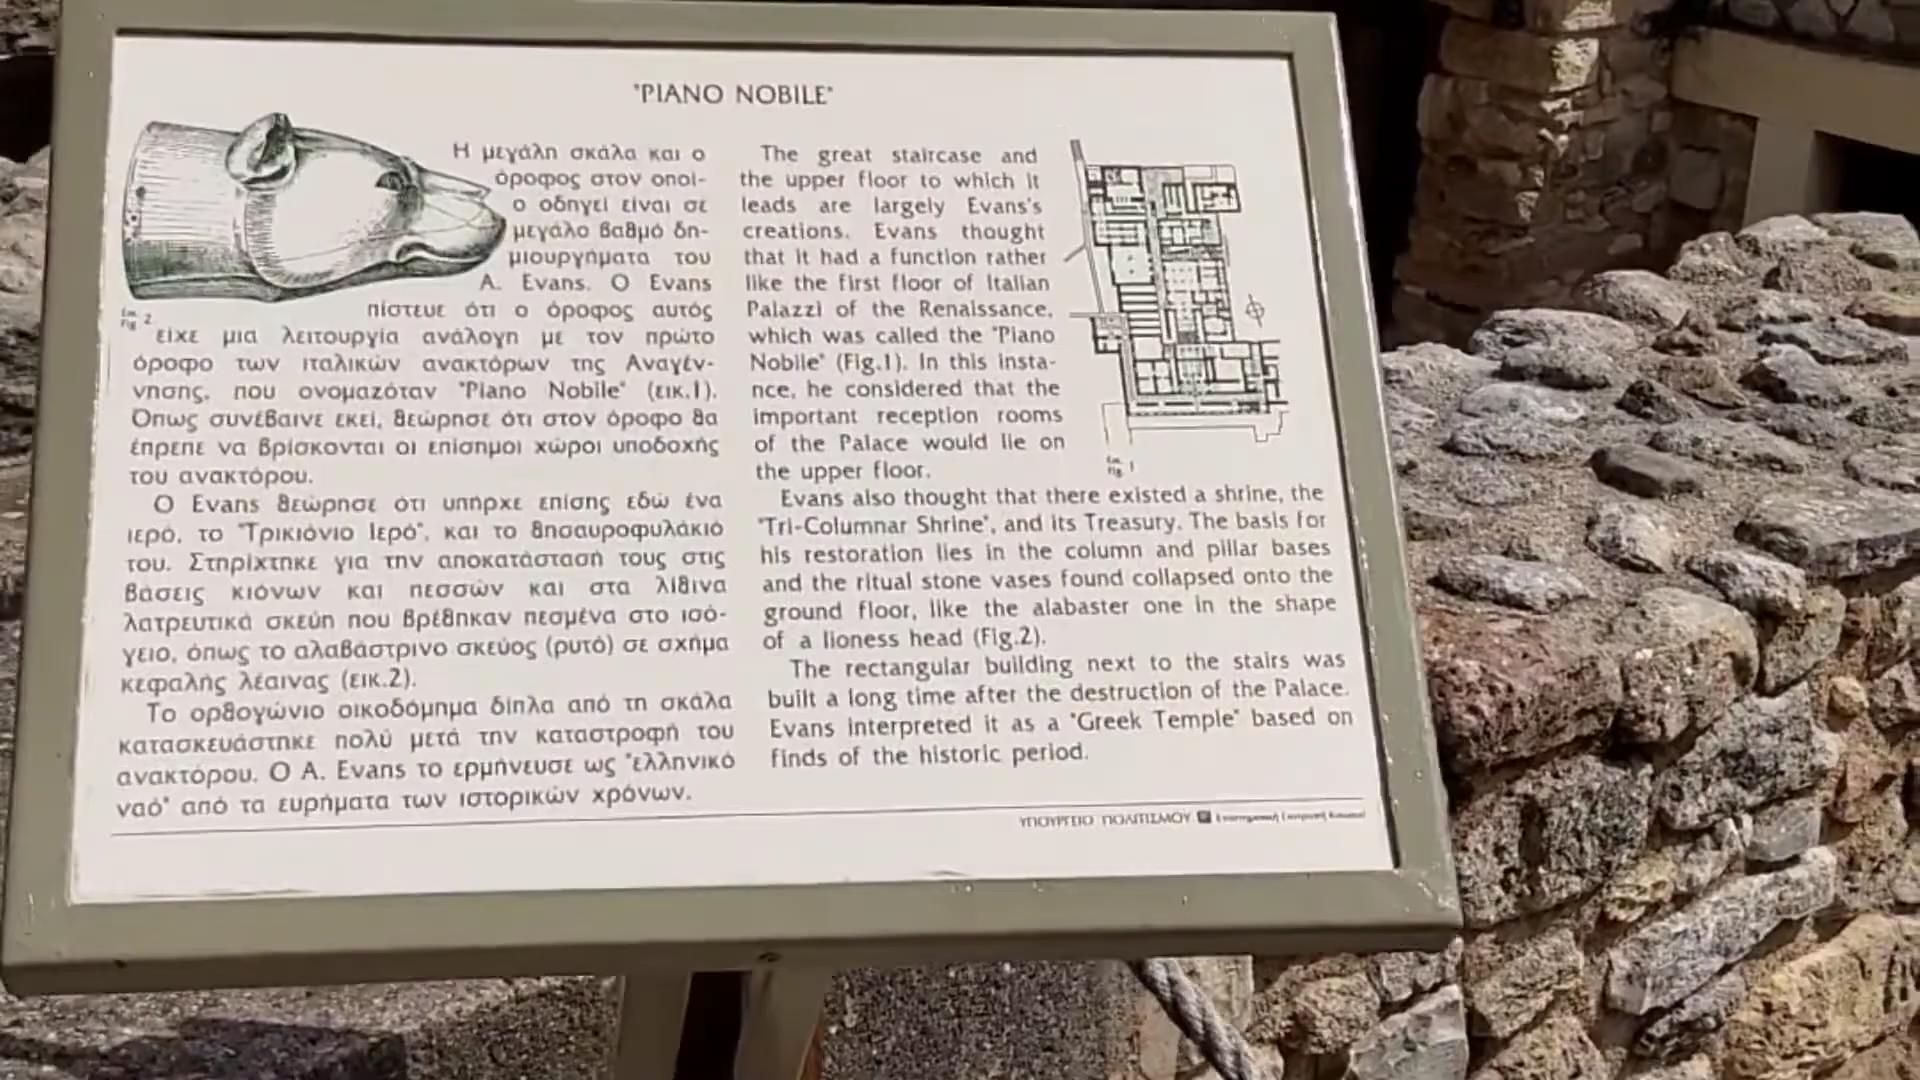 "PIANO NOBILE"
Η μεγάλη σκάλα και ο
όροφος στον οποί-
ο οδηγεί είναι σε
μεγάλο βαθμό δη-
μιουργήματα του
A. Evans. Ο Evans
πίστευε ότι ο όροφος αυτός
είχε μια λειτουργία ανάλογη με τον πρώτο
όροφο των ιταλικών ανακτόρων της Αναγέν-
νησης, που ονομαζόταν "Piano Nobile" (εικ.1).
Όπως συνέβαινε εκεί, θεώρησε ότι στον όροφο θα
έπρεπε να βρίσκονται οι επίσημοι χώροι υποδοχής
του ανακτόρου.
Ο Evans θεώρησε ότι υπήρχε επίσης εδώ ένα
ιερό, το "Τρικιόνιο Ιερό", και το θησαυροφυλάκιό
του. Στηρίχτηκε για την αποκατάστασή τους στις
βάσεις κιόνων και πεσσών και στα λίθινα
λατρευτικά σκεύη που βρέθηκαν πεσμένα στο ισό-
γειο, όπως το αλαβάστρινο σκεύος (ρυτό) σε σχήμα
κεφαλής λέαινας (εικ.2).
Το ορθογώνιο οικοδόμημα δίπλα από τη σκάλα
κατασκευάστηκε πολύ μετά την καταστροφή του
ανακτόρου. Ο Α. Evans το ερμήνευσε ως "ελληνικό
ναό" από τα ευρήματα των ιστορικών χρόνων.
The great staircase and
the upper floor to which it
leads are largely Evans's
creations. Evans thought
that it had a function rather
like the first floor of Italian
Palazzi of the Renaissance,
which was called the "Piano
Nobile" (Fig.1). In this insta-
nce, he considered that the
important reception rooms
of the Palace would lie on
the upper floor.
Evans also thought that there existed a shrine, the
"Tri-Columnar Shrine", and its Treasury. The basis for
his restoration lies in the column and pillar bases
and the ritual stone vases found collapsed onto the
ground floor, like the alabaster one in the shape
of a lioness head (Fig.2).
The rectangular building next to the stairs was
built a long time after the destruction of the Palace.
Evans interpreted it as a "Greek Temple" based on
finds of the historic period.
Εικ.
Fig. 2
Εικ.
Fig. 1
ΥΠΟΥΡΓΕΙΟ ΠΟΛΙΤΙΣΜΟΥ